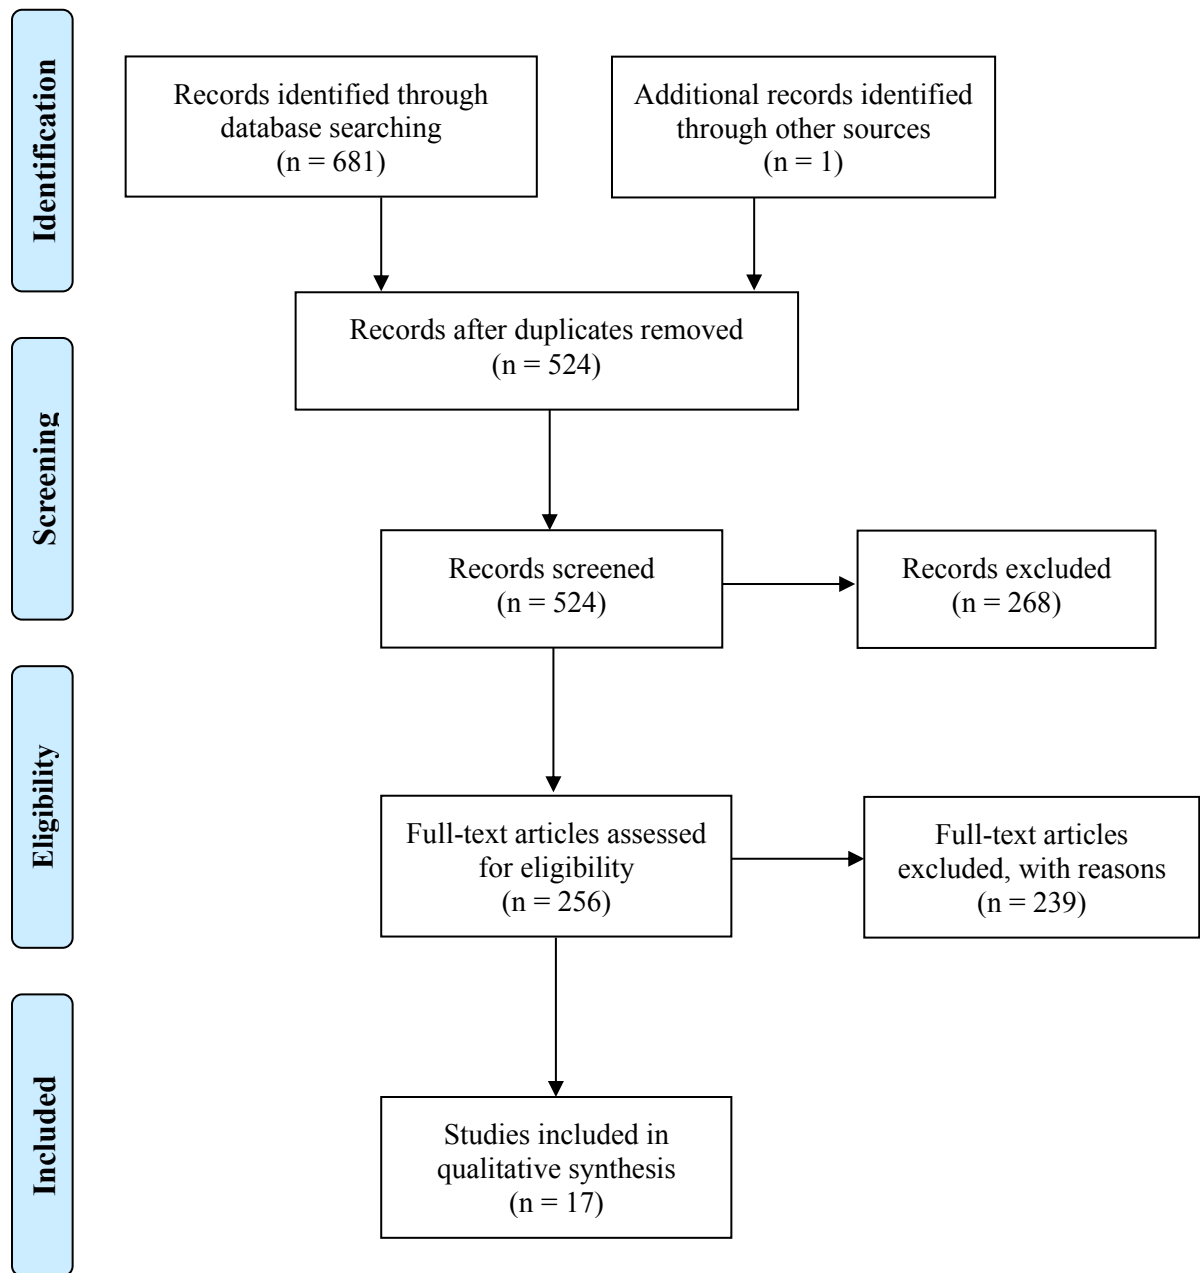 Identification
Records identified through
database searching
(n = 681)
Additional records identified
through other sources
(n = 1)
Records after duplicates removed
(n = 524)
Screening
Records screened
(n = 524)
Records excluded
(n = 268)
Eligibility
Full-text articles assessed
for eligibility
(n = 256)
Full-text articles
excluded, with reasons
(n = 239)
Included
Studies included in
qualitative synthesis
(n = 17)